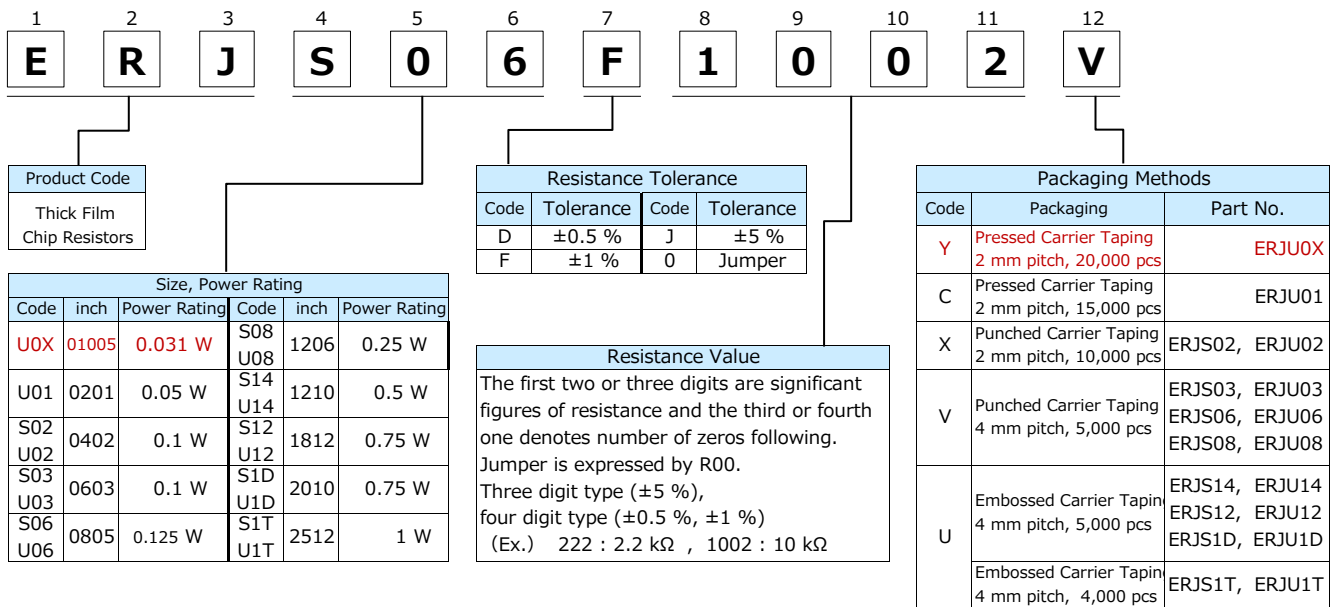 1 2 3 4 5 6 7 8 9 10 11 12
E R J S 0 6 F 1 0 0 2 V
Product Code
Thick Film
Chip Resistors
Size, Power Rating
Code inch Power Rating Code inch Power Rating
U0X 01005 0.031 W S08 U08 1206 0.25 W
U01 0201 0.05 W S14 U14 1210 0.5 W
S02 U02 0402 0.1 W S12 U12 1812 0.75 W
S03 U03 0603 0.1 W S1D U1D 2010 0.75 W
S06 U06 0805 0.125 W S1T U1T 2512 1 W
Resistance Tolerance
Code Tolerance Code Tolerance
D ±0.5 % J ±5 %
F ±1 % 0 Jumper
Resistance Value
The first two or three digits are significant
figures of resistance and the third or fourth
one denotes number of zeros following.
Jumper is expressed by R00.
Three digit type (±5 %),
four digit type (±0.5 %, ±1 %)
(Ex.) 222 : 2.2 kΩ , 1002 : 10 kΩ
Packaging Methods
Code Packaging Part No.
Y Pressed Carrier Taping
2 mm pitch, 20,000 pcs ERJU0X
C Pressed Carrier Taping
2 mm pitch, 15,000 pcs ERJU01
X Punched Carrier Taping
2 mm pitch, 10,000 pcs ERJS02, ERJU02
V Punched Carrier Taping
4 mm pitch, 5,000 pcs
ERJS03, ERJU03
ERJS06, ERJU06
ERJS08, ERJU08
U Embossed Carrier Tapin
4 mm pitch, 5,000 pcs
ERJS14, ERJU14
ERJS12, ERJU12
ERJS1D, ERJU1D
Embossed Carrier Tapin
4 mm pitch, 4,000 pcs ERJS1T, ERJU1T